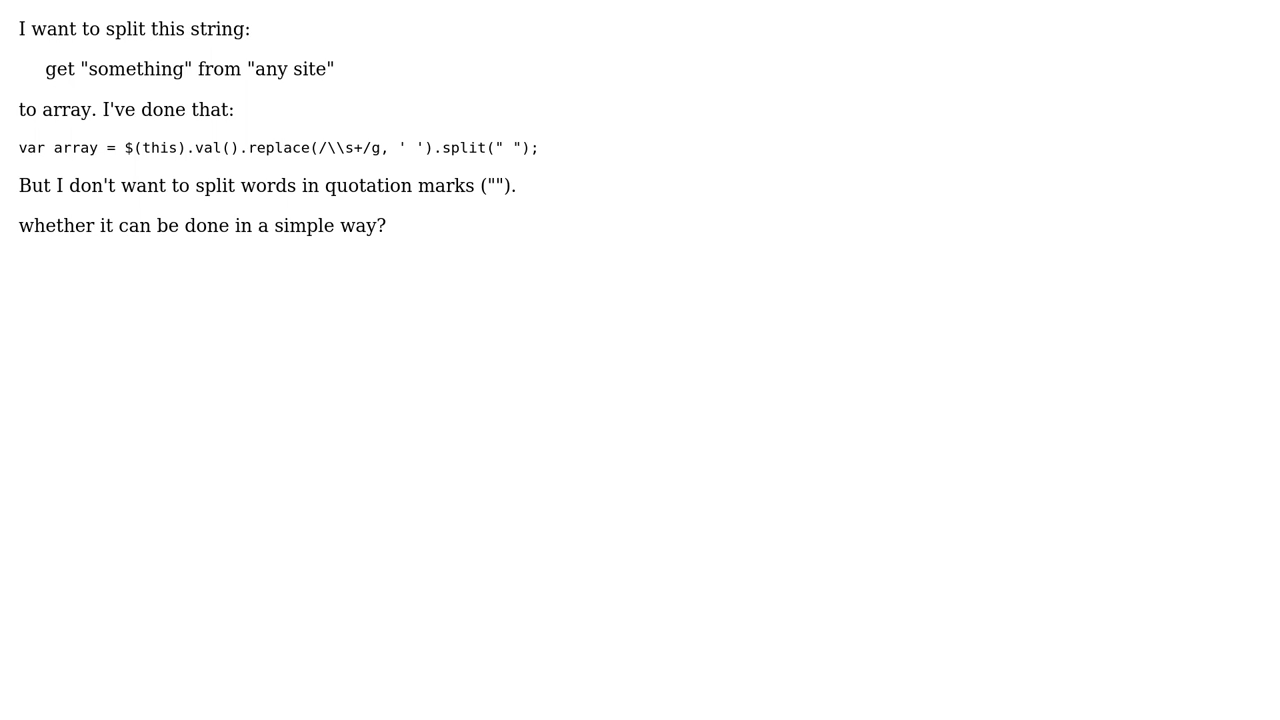 I want to split this string:
get "something" from "any site"
to array. I've done that:
var array = $(this).val().replace(/\\s+/g, ' ').split(" ");
But I don't want to split words in quotation marks ("").
whether it can be done in a simple way?